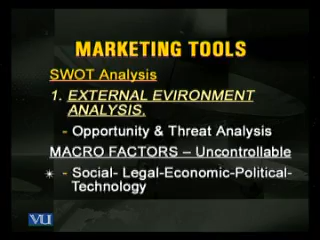 MARKETING TOOLS
SWOT Analysis
1. EXTERNAL EVIRONMENT
ANALYSIS.
- Opportunity & Threat Analysis
MACRO FACTORS – Uncontrollable
- Social- Legal-Economic-Political-
Technology
VU